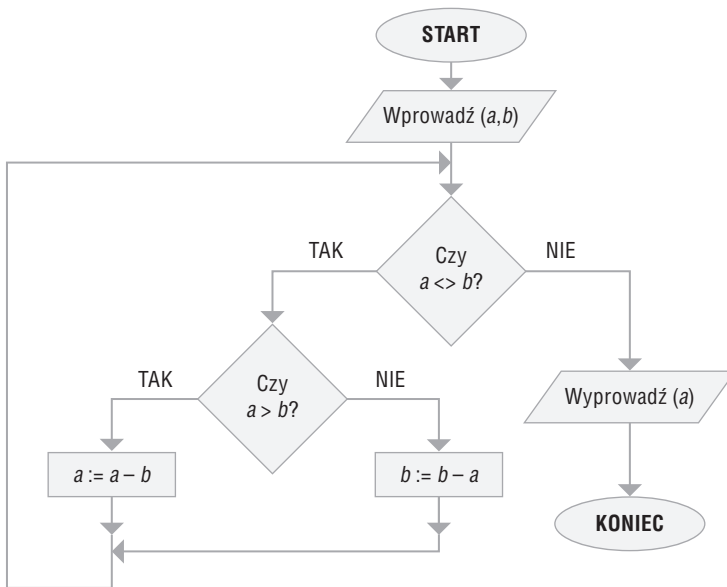 START
Wprowadź (a,b)
TAK
Czy
a <> b?
NIE
TAK
Czy
a > b?
NIE
Wyprowadź (a)
a := a – b
b := b – a
KONIEC